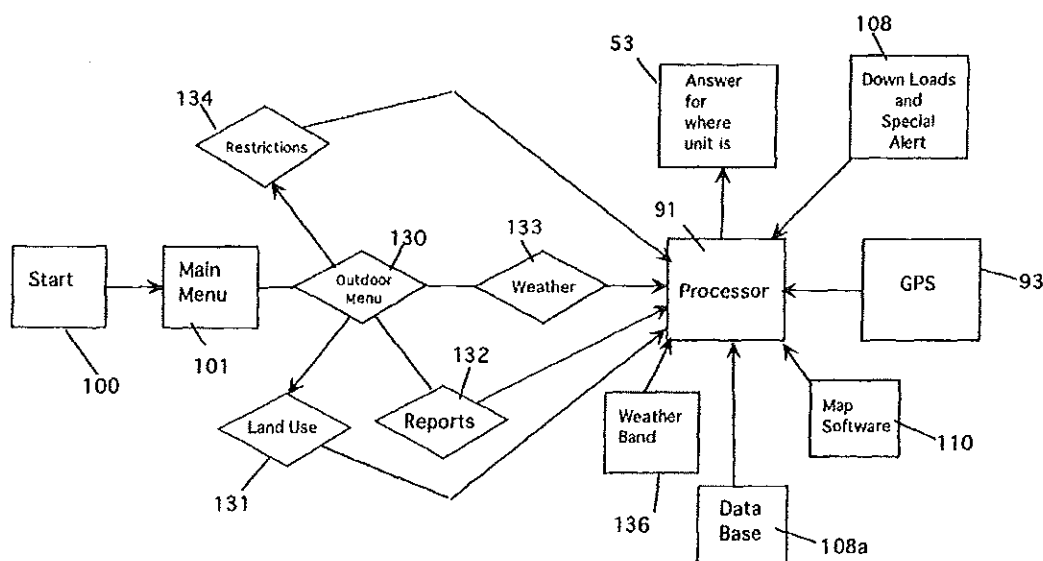 108
53
Answer
for
where
unit is
Down Loads
and
Special
Alert
134
Restrictions
91
130
133
Start
Main
Menu
Outdoor
Menu
Weather
Processor
GPS
93
100
101
132
Land Use
Reports
Weather
Band
Map
Software
110
131
136
Data
Base
108a